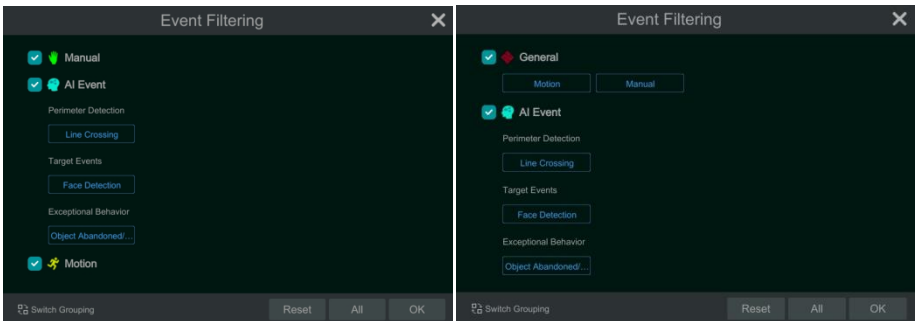 Event Filtering
Manual
AI Event
Perimeter Detection
Line Crossing
Target Events
Face Detection
Exceptional Behavior
Object Abandoned/...
Motion
Switch Grouping
Reset All OK
Event Filtering
General
Motion Manual
AI Event
Perimeter Detection
Line Crossing
Target Events
Face Detection
Exceptional Behavior
Object Abandoned/...
Switch Grouping
Reset All OK